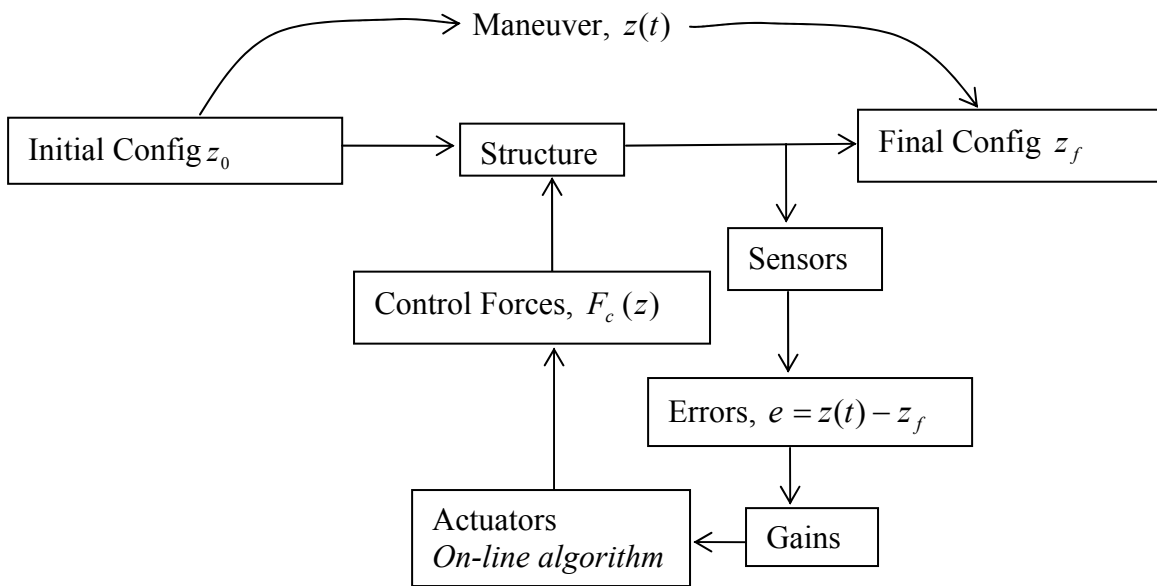 Maneuver, z(t)
Initial Config z₀
Structure
Final Config z_f
Sensors
Control Forces, F_c (z)
Errors, e = z(t) − z_f
Actuators
On-line algorithm
Gains